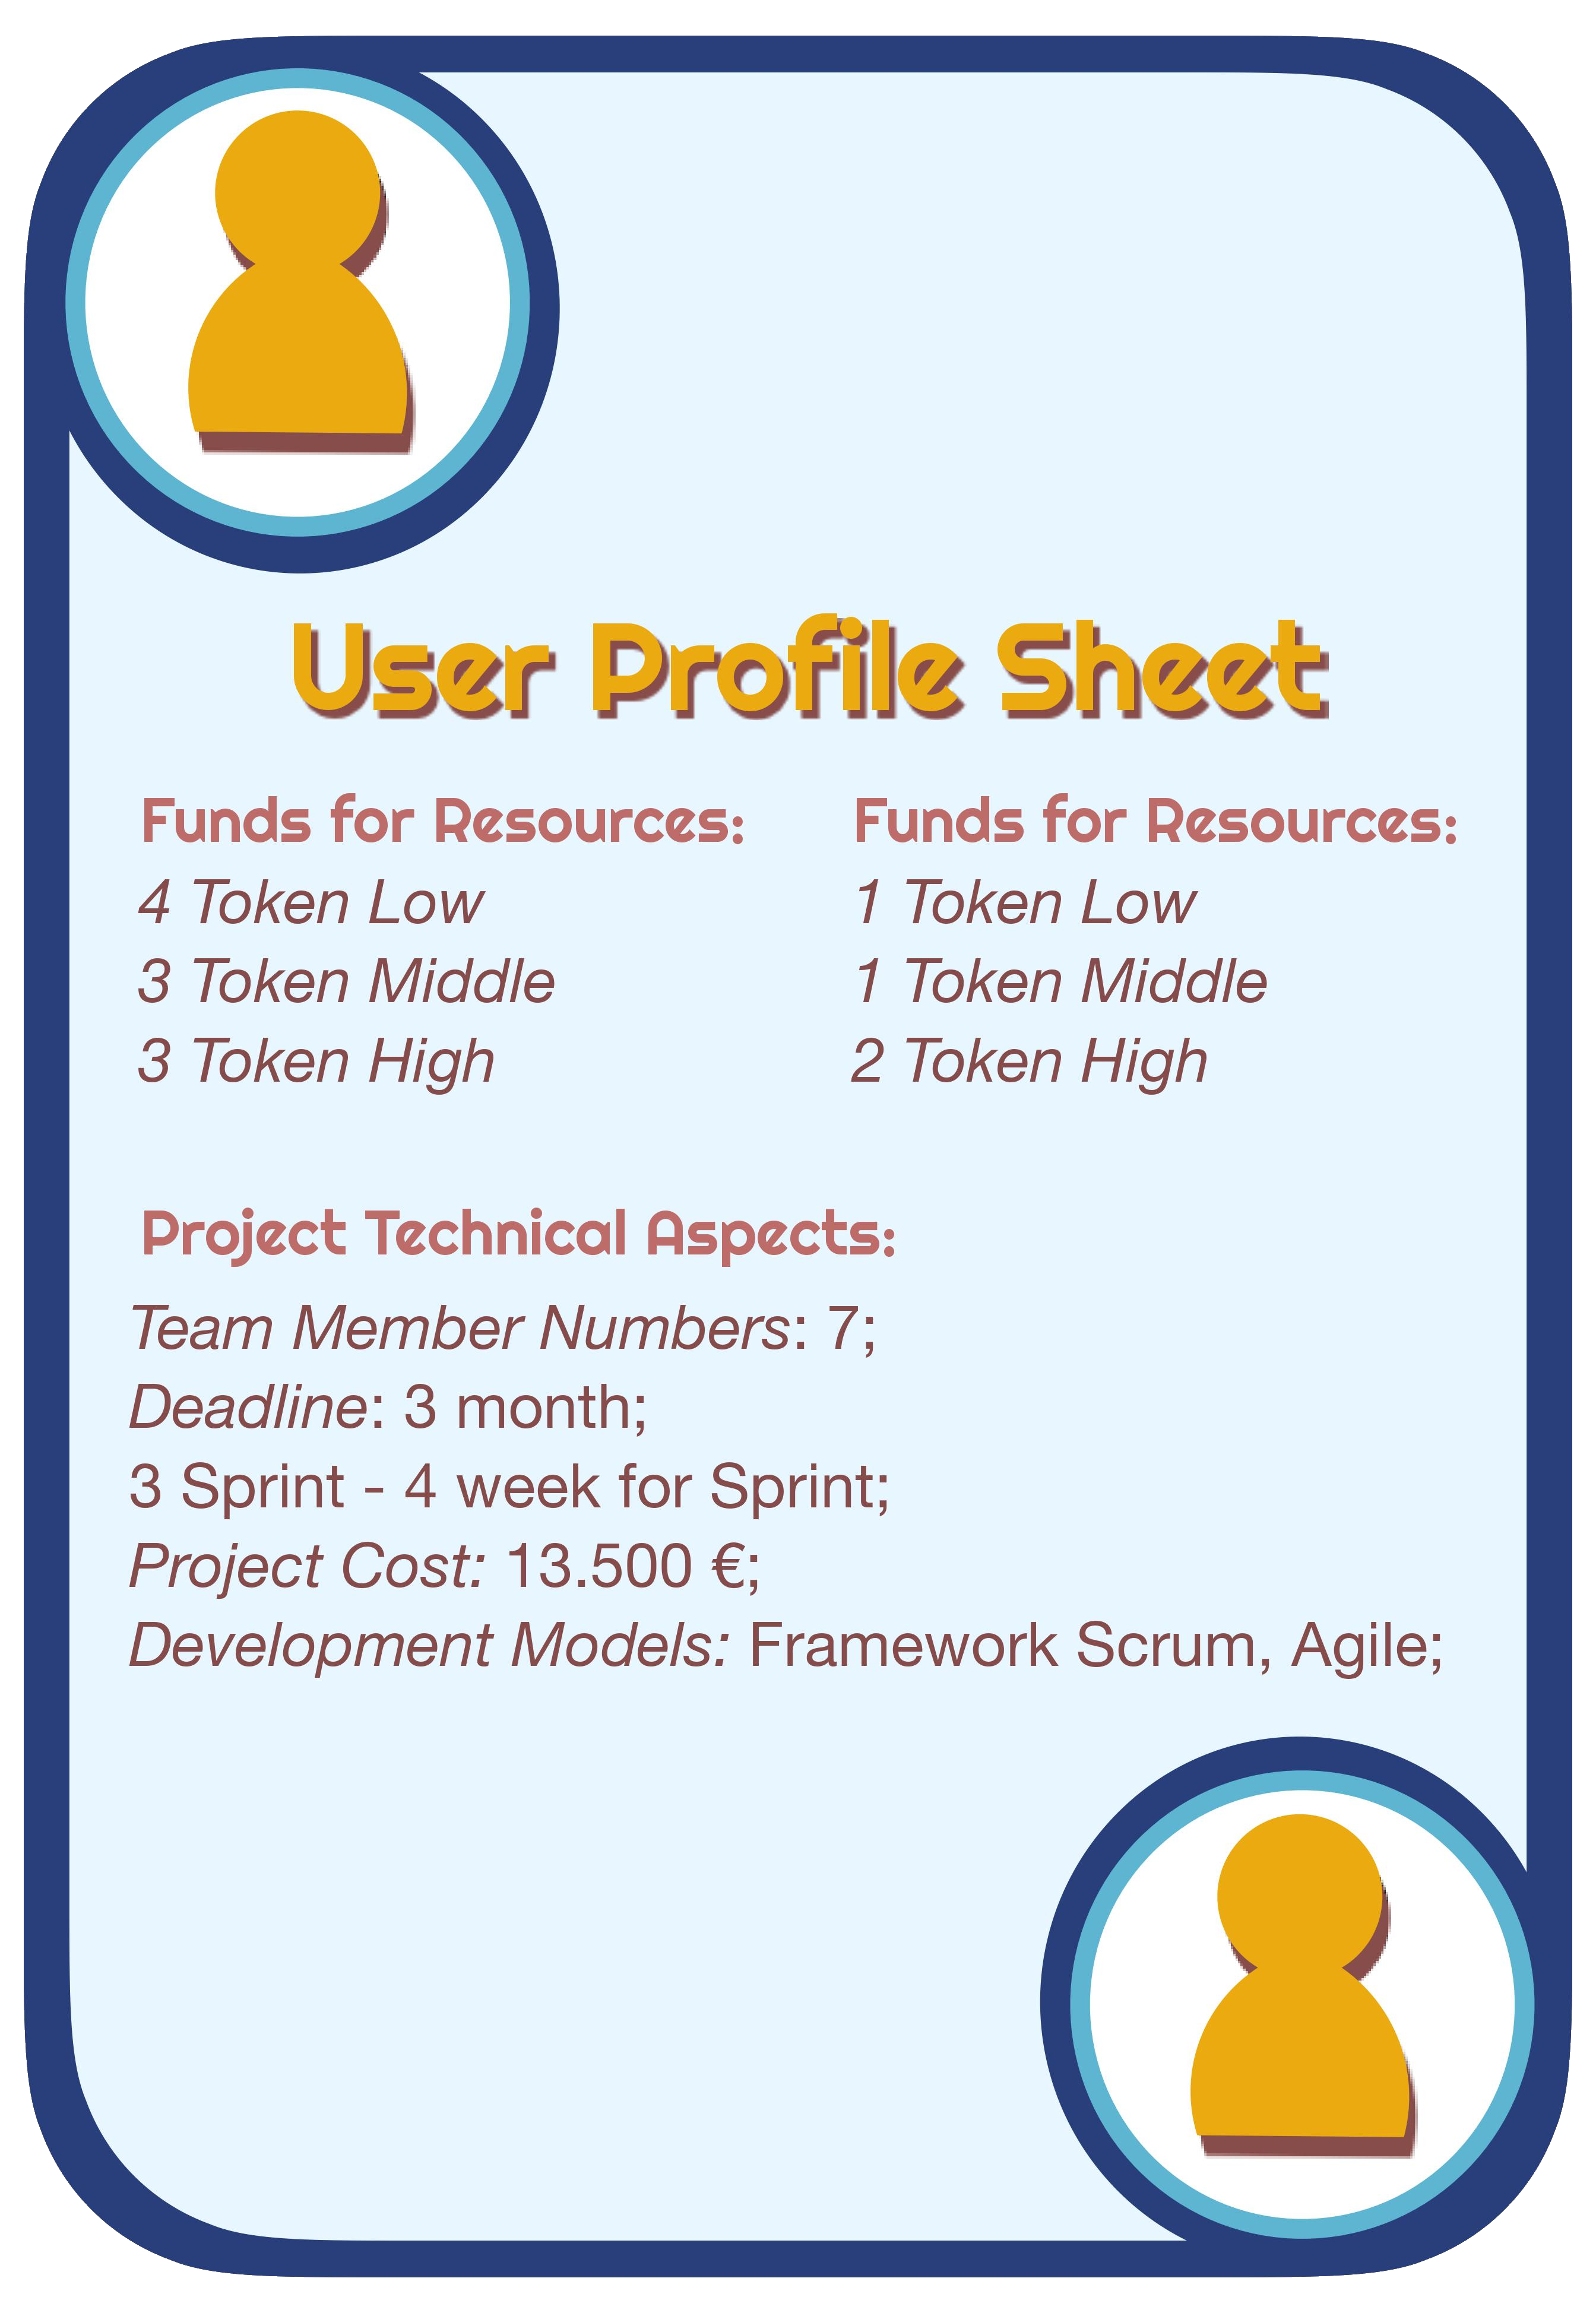 User Profile Sheet
Funds for Resources:
4 Token Low
3 Token Middle
3 Token High
Funds for Resources:
1 Token Low
1 Token Middle
2 Token High
Project Technical Aspects:
Team Member Numbers: 7;
Deadline: 3 month;
3 Sprint - 4 week for Sprint;
Project Cost: 13.500 €;
Development Models: Framework Scrum, Agile;